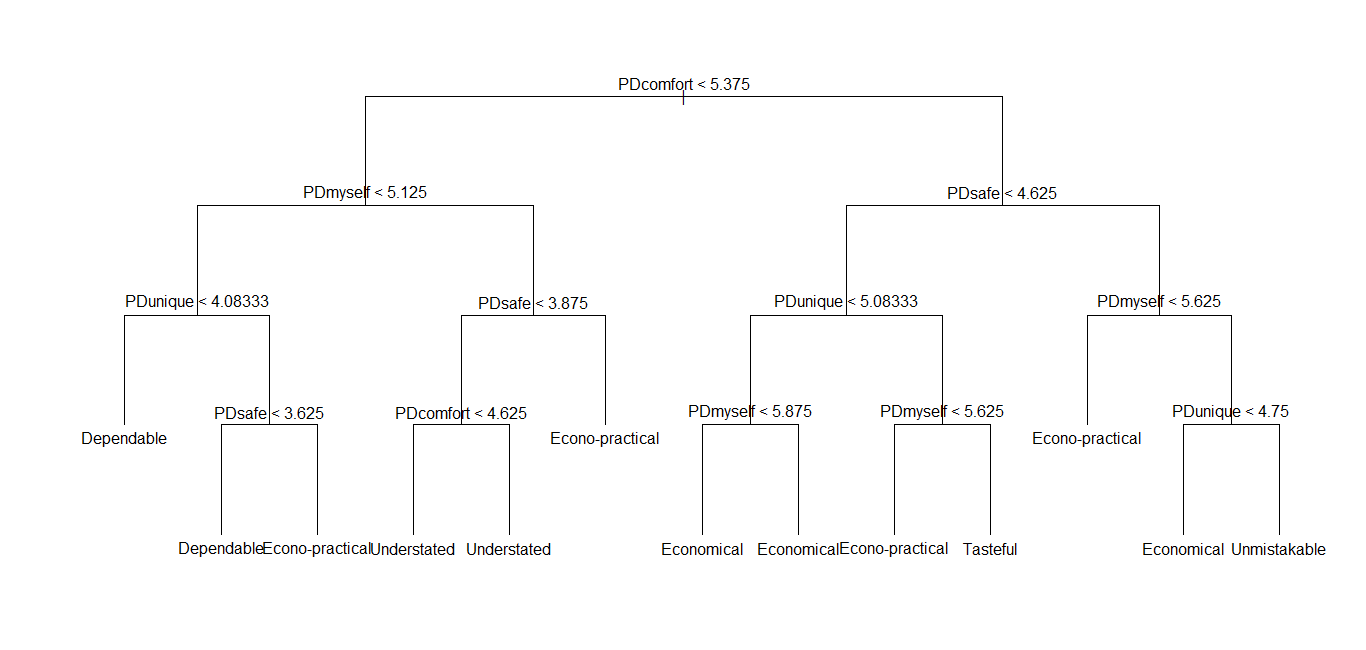 PDcomfort < 5.375
PDmyself < 5.125
PDsafe < 4.625
PDunique < 4.08333
PDsafe < 3.875
PDunique < 5.08333
PDmyself < 5.625
PDsafe < 3.625
PDcomfort < 4.625
PDmyself < 5.875
PDmyself < 5.625
PDunique < 4.75
Dependable
Econo-practical
Econo-practical
Dependable
Econo-practical
Understated
Understated
Economical
Economical
Econo-practical
Tasteful
Economical
Unmistakable